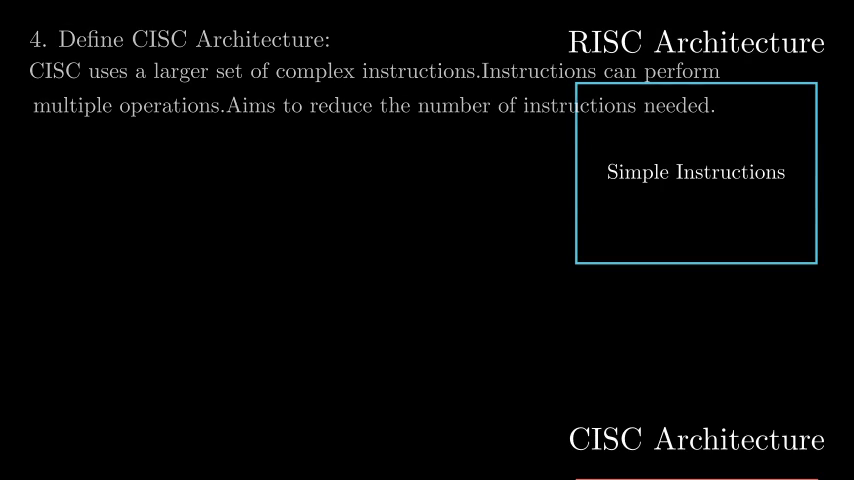 4. Define CISC Architecture:
CISC uses a larger set of complex instructions.Instructions can perform
multiple operations.Aims to reduce the number of instructions needed.
RISC Architecture
Simple Instructions
CISC Architecture